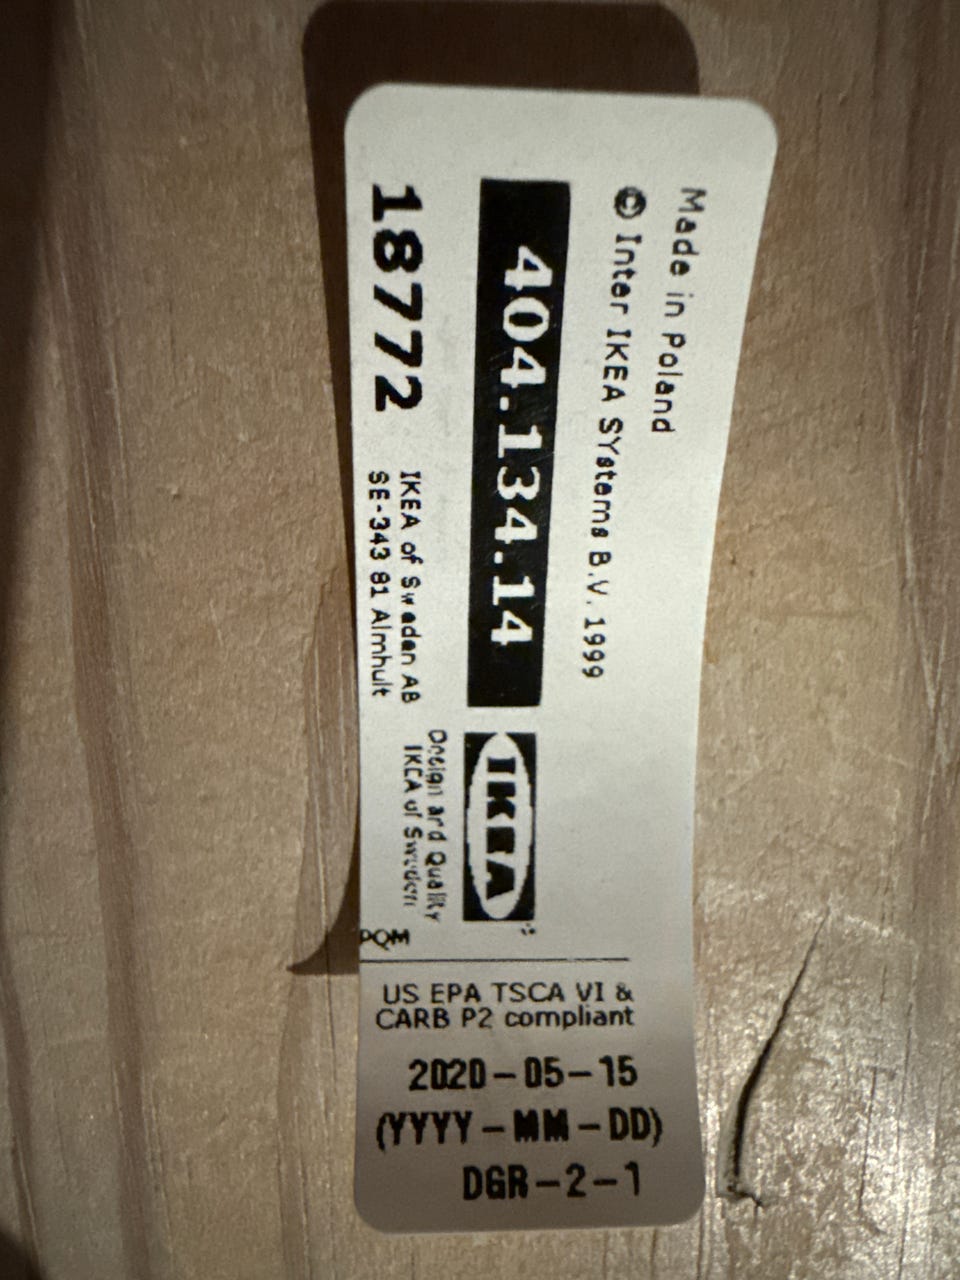 Made in Poland
© Inter IKEA SYstems B.V. 1999
404.134.14
IKEA
18772
IKEA of Sweden AB
SE-343 81 Almhult
Design and Quality
IKEA of Sweden
PQM
US EPA TSCA VI &
CARB P2 compliant
2020-05-15
(YYYY-MM-DD)
DGR-2-1